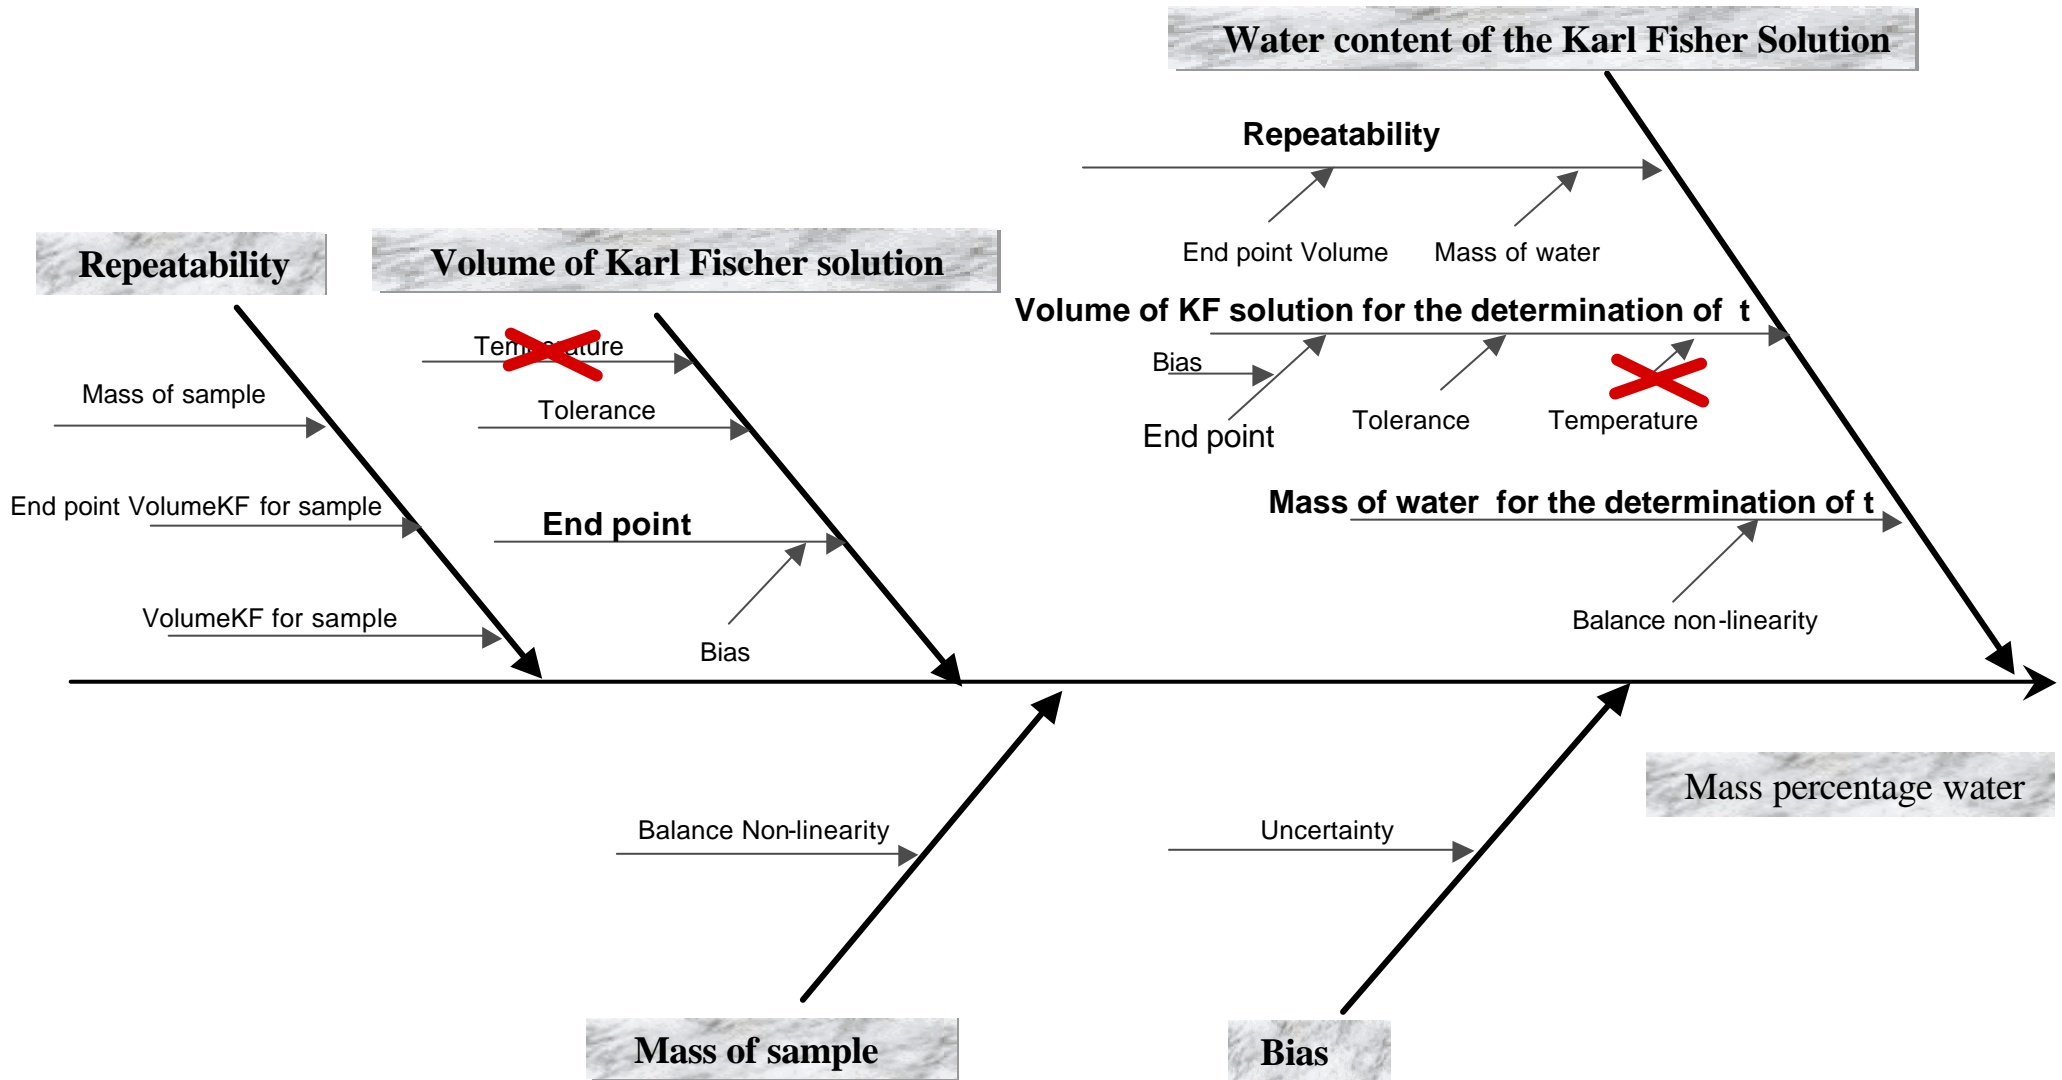 Water content of the Karl Fisher Solution
Repeatability
End point Volume
Mass of water
Repeatability
Volume of Karl Fischer solution
Volume of KF solution for the determination of t
Temperature
Bias
Mass of sample
Tolerance
Tolerance
Temperature
End point
End point VolumeKF for sample
End point
Mass of water for the determination of t
VolumeKF for sample
Bias
Balance non-linearity
Mass percentage water
Balance Non-linearity
Uncertainty
Mass of sample
Bias